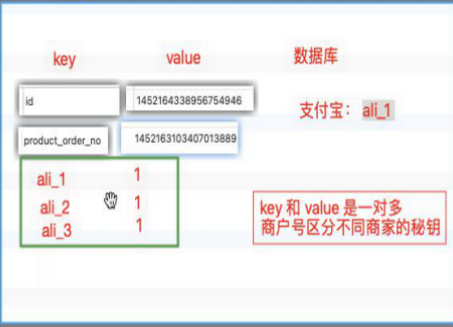 key value 数据库
id 1452164338956754946
支付宝: ali_1
product_order_no 1452163103407013889
ali_1 1
ali_2 1
ali_3 1
key 和 value 是一对多
商户号区分不同商家的秘钥